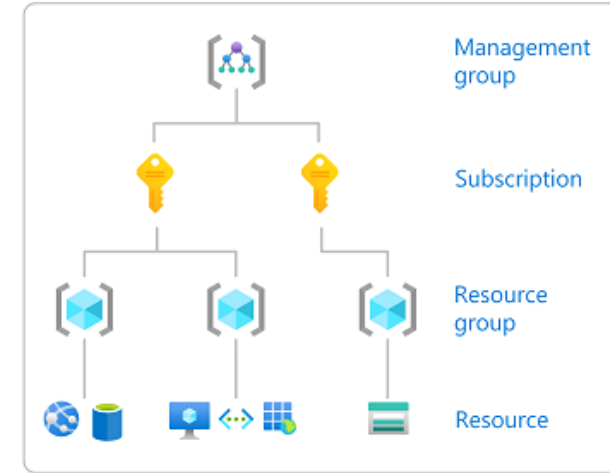 Management
group
Subscription
Resource
group
Resource